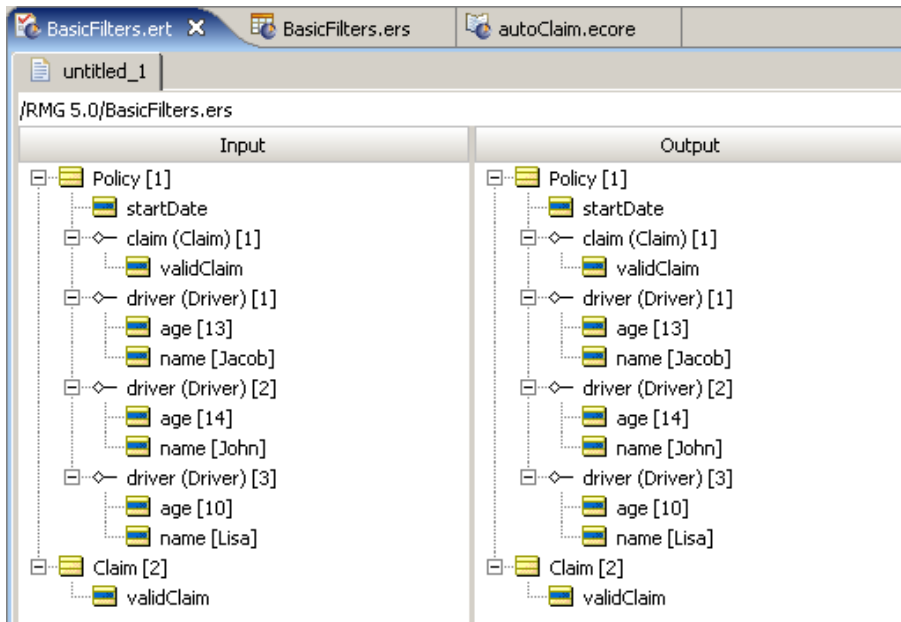 BasicFilters.ert BasicFilters.ers autoClaim.ecore
untitled_1
/RMG 5.0/BasicFilters.ers
Input Output
Policy [1] Policy [1]
startDate startDate
claim (Claim) [1] claim (Claim) [1]
validClaim validClaim
driver (Driver) [1] driver (Driver) [1]
age [13] age [13]
name [Jacob] name [Jacob]
driver (Driver) [2] driver (Driver) [2]
age [14] age [14]
name [John] name [John]
driver (Driver) [3] driver (Driver) [3]
age [10] age [10]
name [Lisa] name [Lisa]
Claim [2] Claim [2]
validClaim validClaim